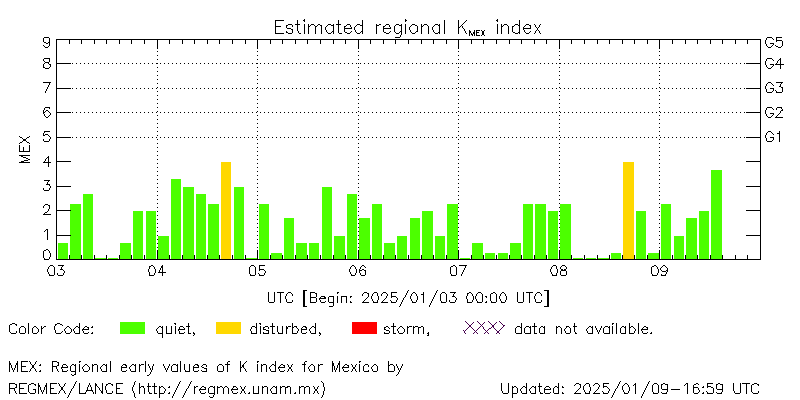 Estimated regional KMEX index
9
8
7
6
5
4
3
2
1
0
MEX
G5
G4
G3
G2
G1
03 04 05 06 07 08 09
UTC [Begin: 2025/01/03 00:00 UTC]
Color Code: quiet, disturbed, storm, data not available.
MEX: Regional early values of K index for Mexico by
REGMEX/LANCE (http://regmex.unam.mx) Updated: 2025/01/09-16:59 UTC